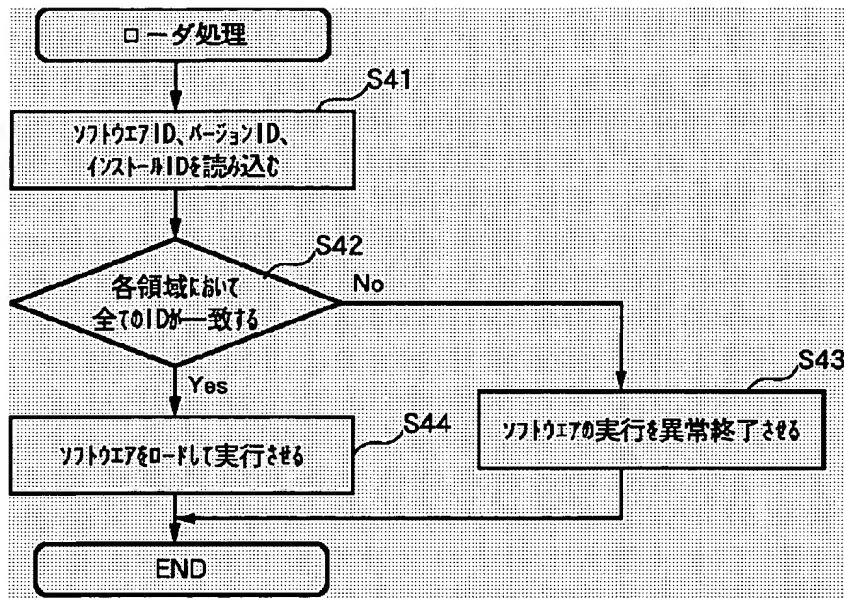 ローダ処理
S41
ソフトウエアID、バージョンID、
インストールIDを読み込む
S42
各領域において
全てのIDが一致する
No
Yes
S43
ソフトウエアの実行を異常終了させる
S44
ソフトウエアをロードして実行させる
END